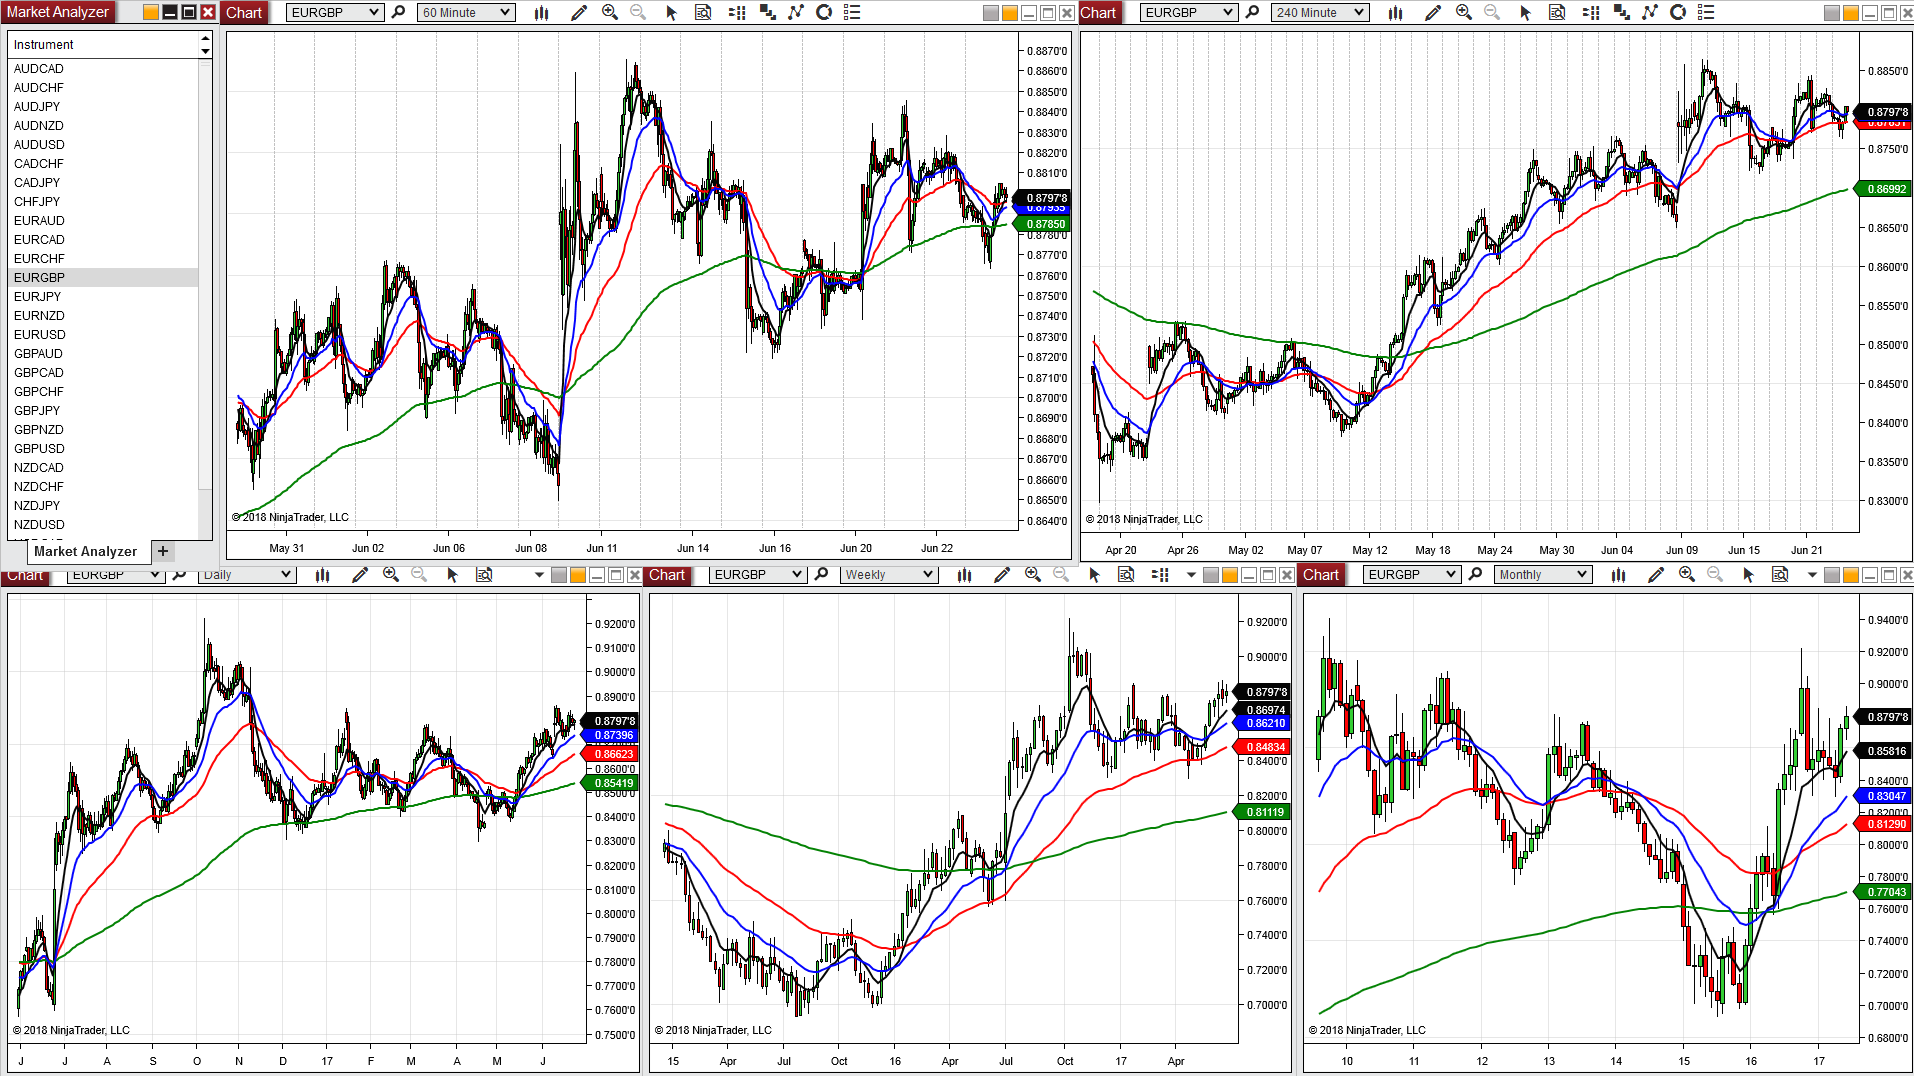 Market Analyzer
Instrument
AUDCAD
AUDCHF
AUDJPY
AUDNZD
AUDUSD
CADCHF
CADJPY
CHFJPY
EURAUD
EURCAD
EURCHF
EURGBP
EURJPY
EURNZD
EURUSD
GBPAUD
GBPCAD
GBPCHF
GBPJPY
GBPNZD
GBPUSD
NZDCAD
NZDCHF
NZDJPY
NZDUSD
Market Analyzer +
Chart EURGBP 60 Minute
0.8870'0
0.8860'0
0.8850'0
0.8840'0
0.8830'0
0.8820'0
0.8810'0
0.8797'8
0.87850
0.8780'0
0.8770'0
0.8760'0
0.8750'0
0.8740'0
0.8730'0
0.8720'0
0.8710'0
0.8700'0
0.8690'0
0.8680'0
0.8670'0
0.8660'0
0.8650'0
0.8640'0
© 2018 NinjaTrader, LLC
May 31 Jun 02 Jun 06 Jun 08 Jun 11 Jun 14 Jun 16 Jun 20 Jun 22
Chart EURGBP 240 Minute
0.8850'0
0.8797'8
0.8750'0
0.86992
0.8650'0
0.8600'0
0.8550'0
0.8500'0
0.8450'0
0.8400'0
0.8350'0
0.8300'0
© 2018 NinjaTrader, LLC
Apr 20 Apr 26 May 02 May 07 May 12 May 18 May 24 May 30 Jun 04 Jun 09 Jun 15 Jun 21
Chart EURGBP Daily
0.9200'0
0.9100'0
0.9000'0
0.8900'0
0.8797'8
0.87396
0.86623
0.8600'0
0.85419
0.8500'0
0.8400'0
0.8300'0
0.8200'0
0.8100'0
0.8000'0
0.7900'0
0.7800'0
0.7700'0
0.7600'0
0.7500'0
© 2018 NinjaTrader, LLC
J J A S O N D 17 F M A M J
Chart EURGBP Weekly
0.9200'0
0.9000'0
0.8797'8
0.86974
0.86210
0.84834
0.8400'0
0.8200'0
0.81119
0.8000'0
0.7800'0
0.7600'0
0.7400'0
0.7200'0
0.7000'0
© 2018 NinjaTrader, LLC
15 Apr Jul Oct 16 Apr Jul Oct 17 Apr
Chart EURGBP Monthly
0.9400'0
0.9200'0
0.9000'0
0.8797'8
0.85816
0.8400'0
0.83047
0.81290
0.8000'0
0.7800'0
0.77043
0.7600'0
0.7400'0
0.7200'0
0.7000'0
0.6800'0
© 2018 NinjaTrader, LLC
10 11 12 13 14 15 16 17